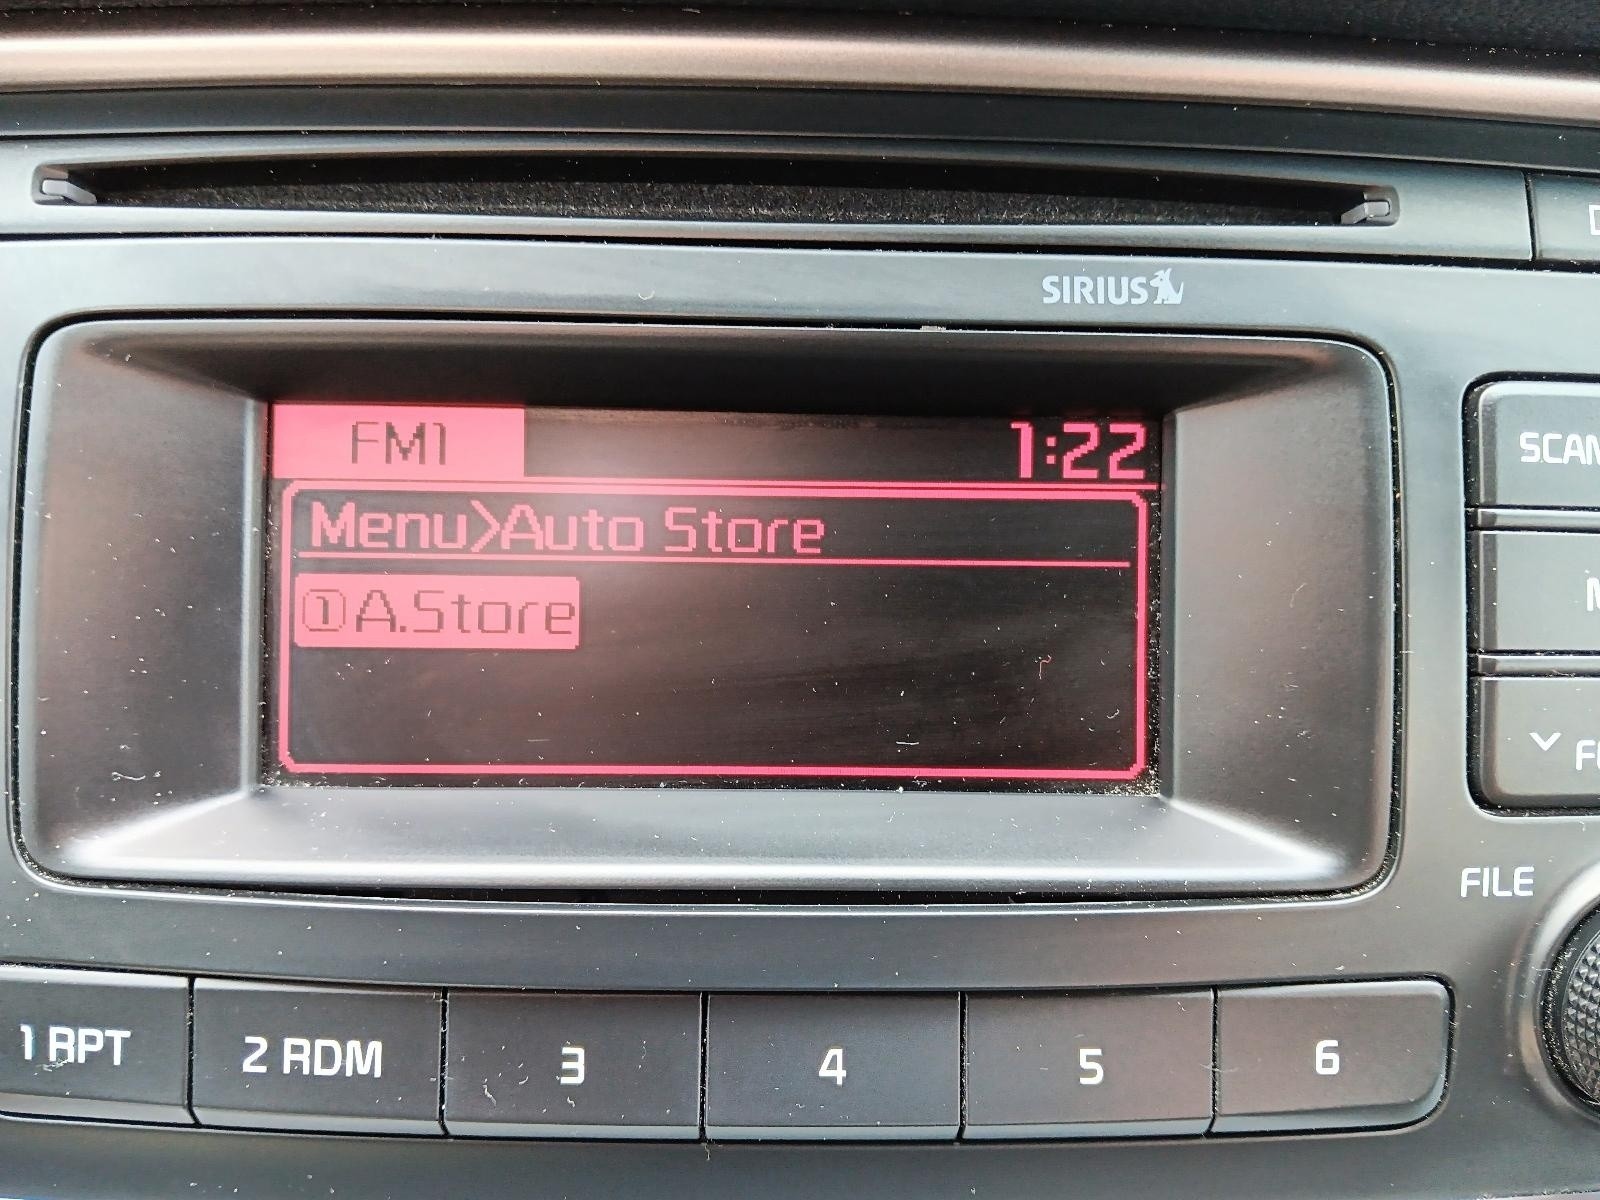 SIRIUS
FM1 1:22
Menu>Auto Store
①A.Store
SCAN
FILE
1 RPT 2 RDM 3 4 5 6